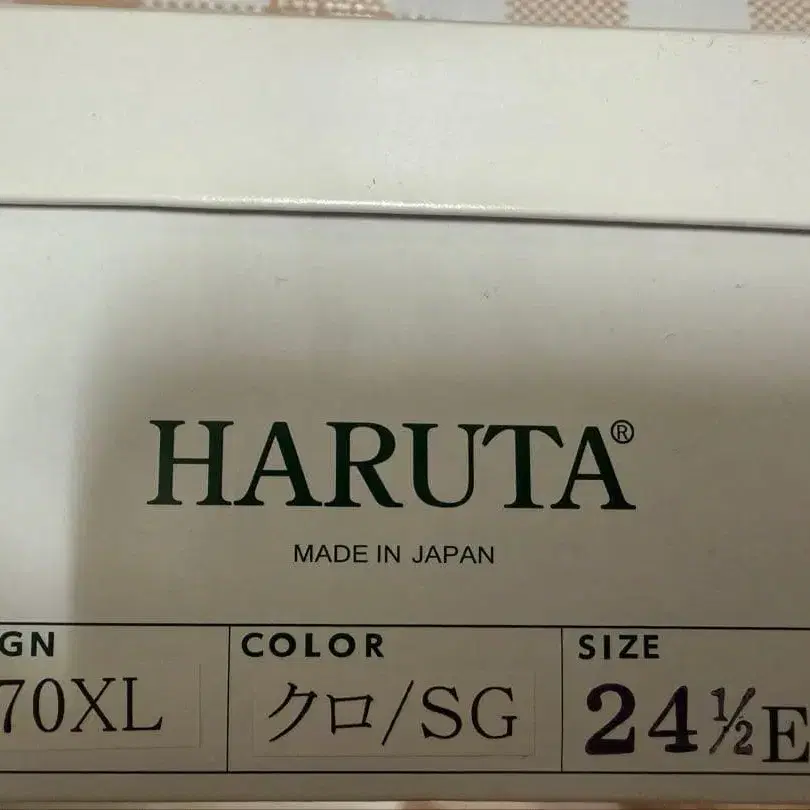 HARUTA®
MADE IN JAPAN
GN COLOR SIZE
70XL クロ/SG 24½E